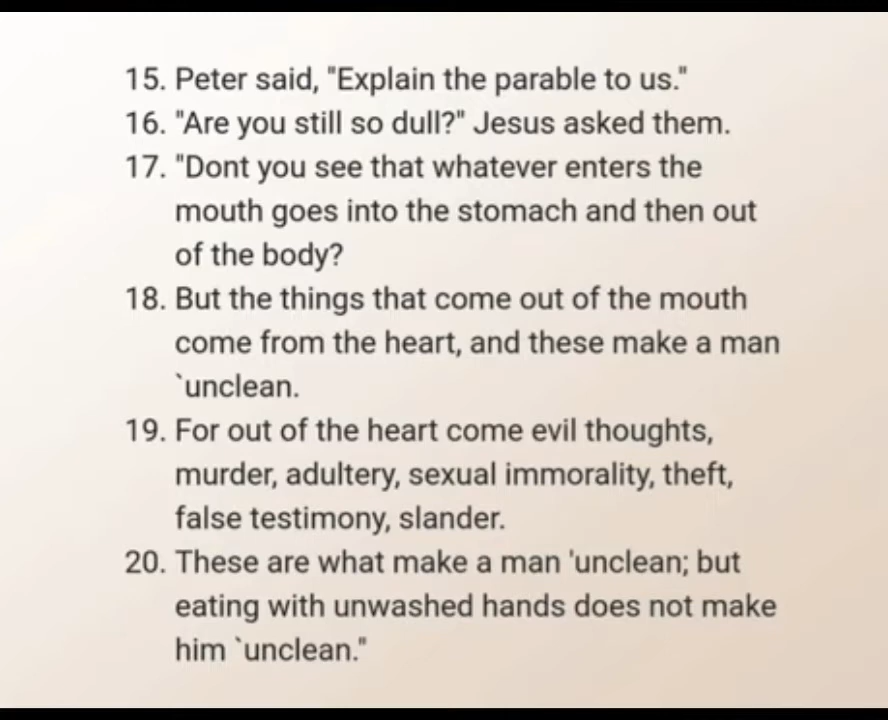 15. Peter said, "Explain the parable to us."
16. "Are you still so dull?" Jesus asked them.
17. "Dont you see that whatever enters the
mouth goes into the stomach and then out
of the body?
18. But the things that come out of the mouth
come from the heart, and these make a man
`unclean.
19. For out of the heart come evil thoughts,
murder, adultery, sexual immorality, theft,
false testimony, slander.
20. These are what make a man 'unclean; but
eating with unwashed hands does not make
him `unclean."